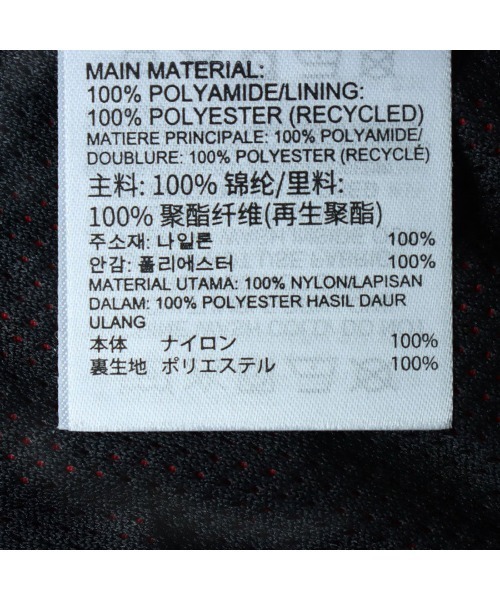 MAIN MATERIAL:
100% POLYAMIDE/LINING:
100% POLYESTER (RECYCLED)
MATIERE PRINCIPALE: 100% POLYAMIDE/
DOUBLURE: 100% POLYESTER (RECYCLÉ)
主料: 100% 锦纶/里料:
100% 聚酯纤维(再生聚酯)
주소재: 나일론 100%
안감: 폴리에스터 100%
MATERIAL UTAMA: 100% NYLON/LAPISAN
DALAM: 100% POLYESTER HASIL DAUR
ULANG
本体 ナイロン 100%
裏生地 ポリエステル 100%